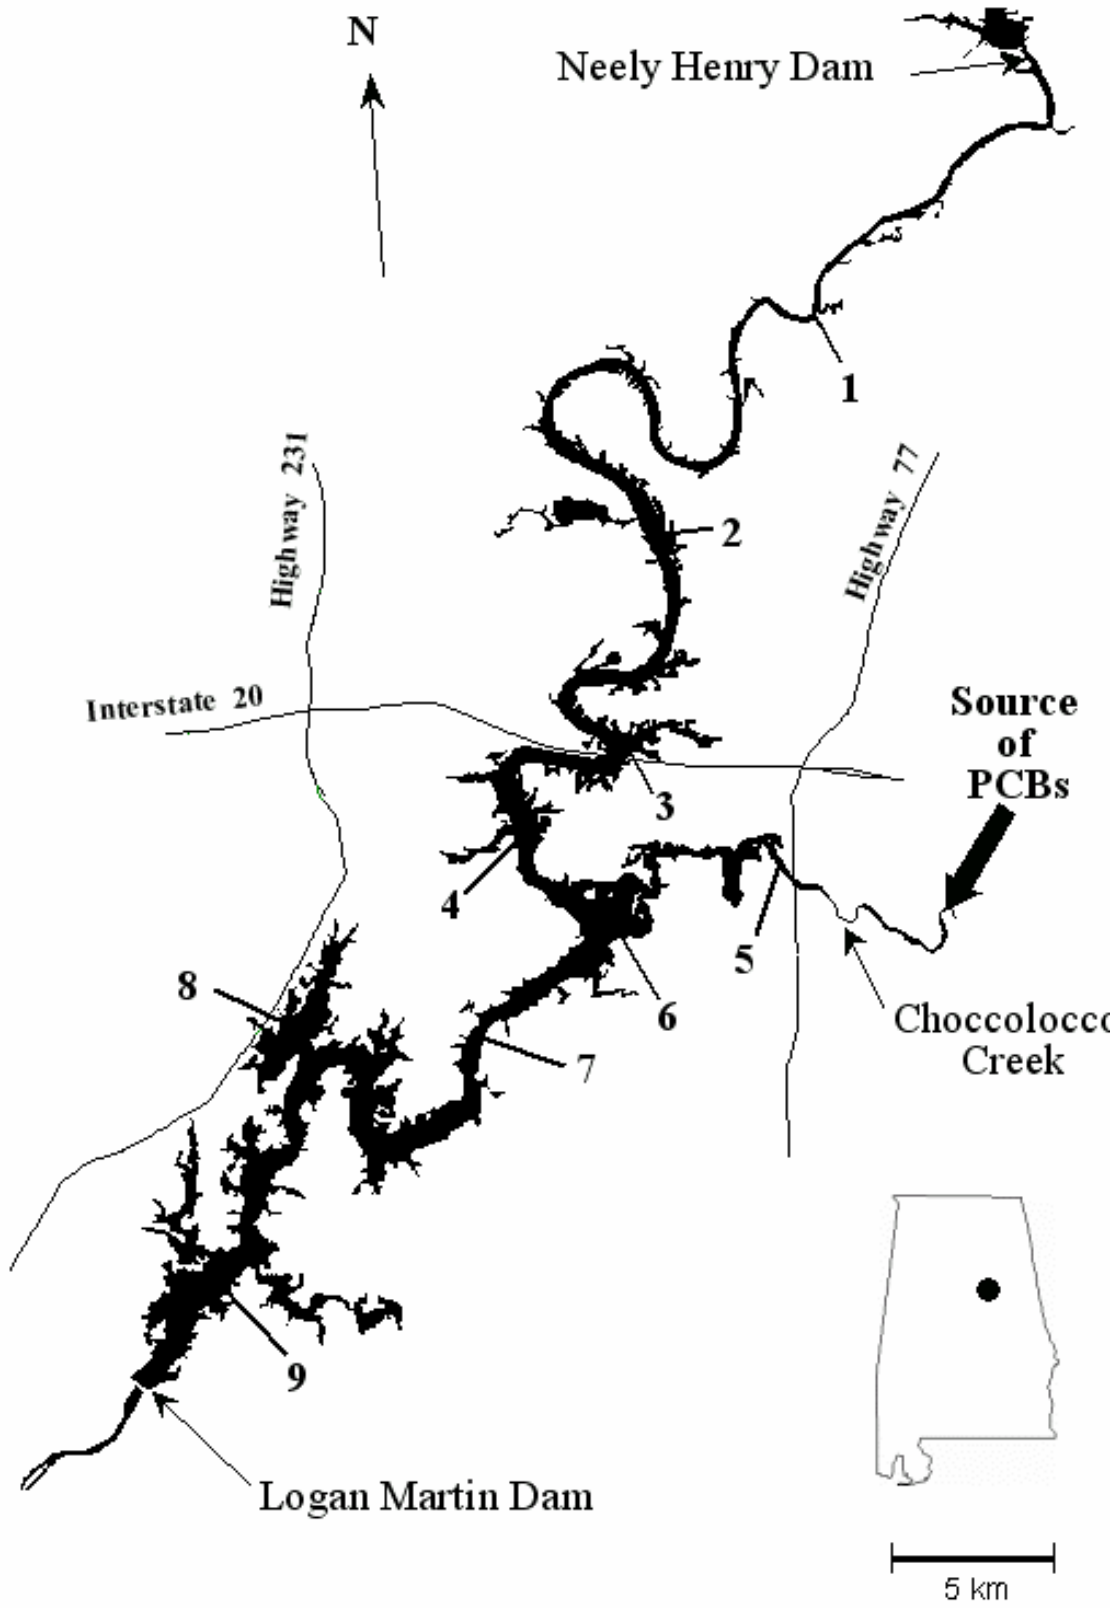 N
Neely Henry Dam
1
Highway 231
Highway 77
2
Interstate 20
Source
of
PCBs
3
4
5
6
8
Choccolocco
Creek
7
9
Logan Martin Dam
5 km